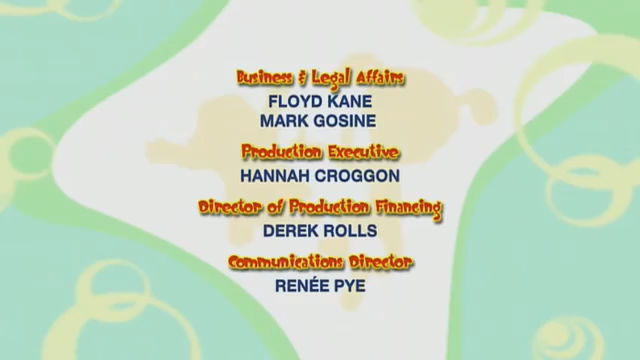 Business & Legal Affairs
FLOYD KANE
MARK GOSINE
Production Executive
HANNAH CROGGON
Director of Production Financing
DEREK ROLLS
Communications Director
RENÉE PYE